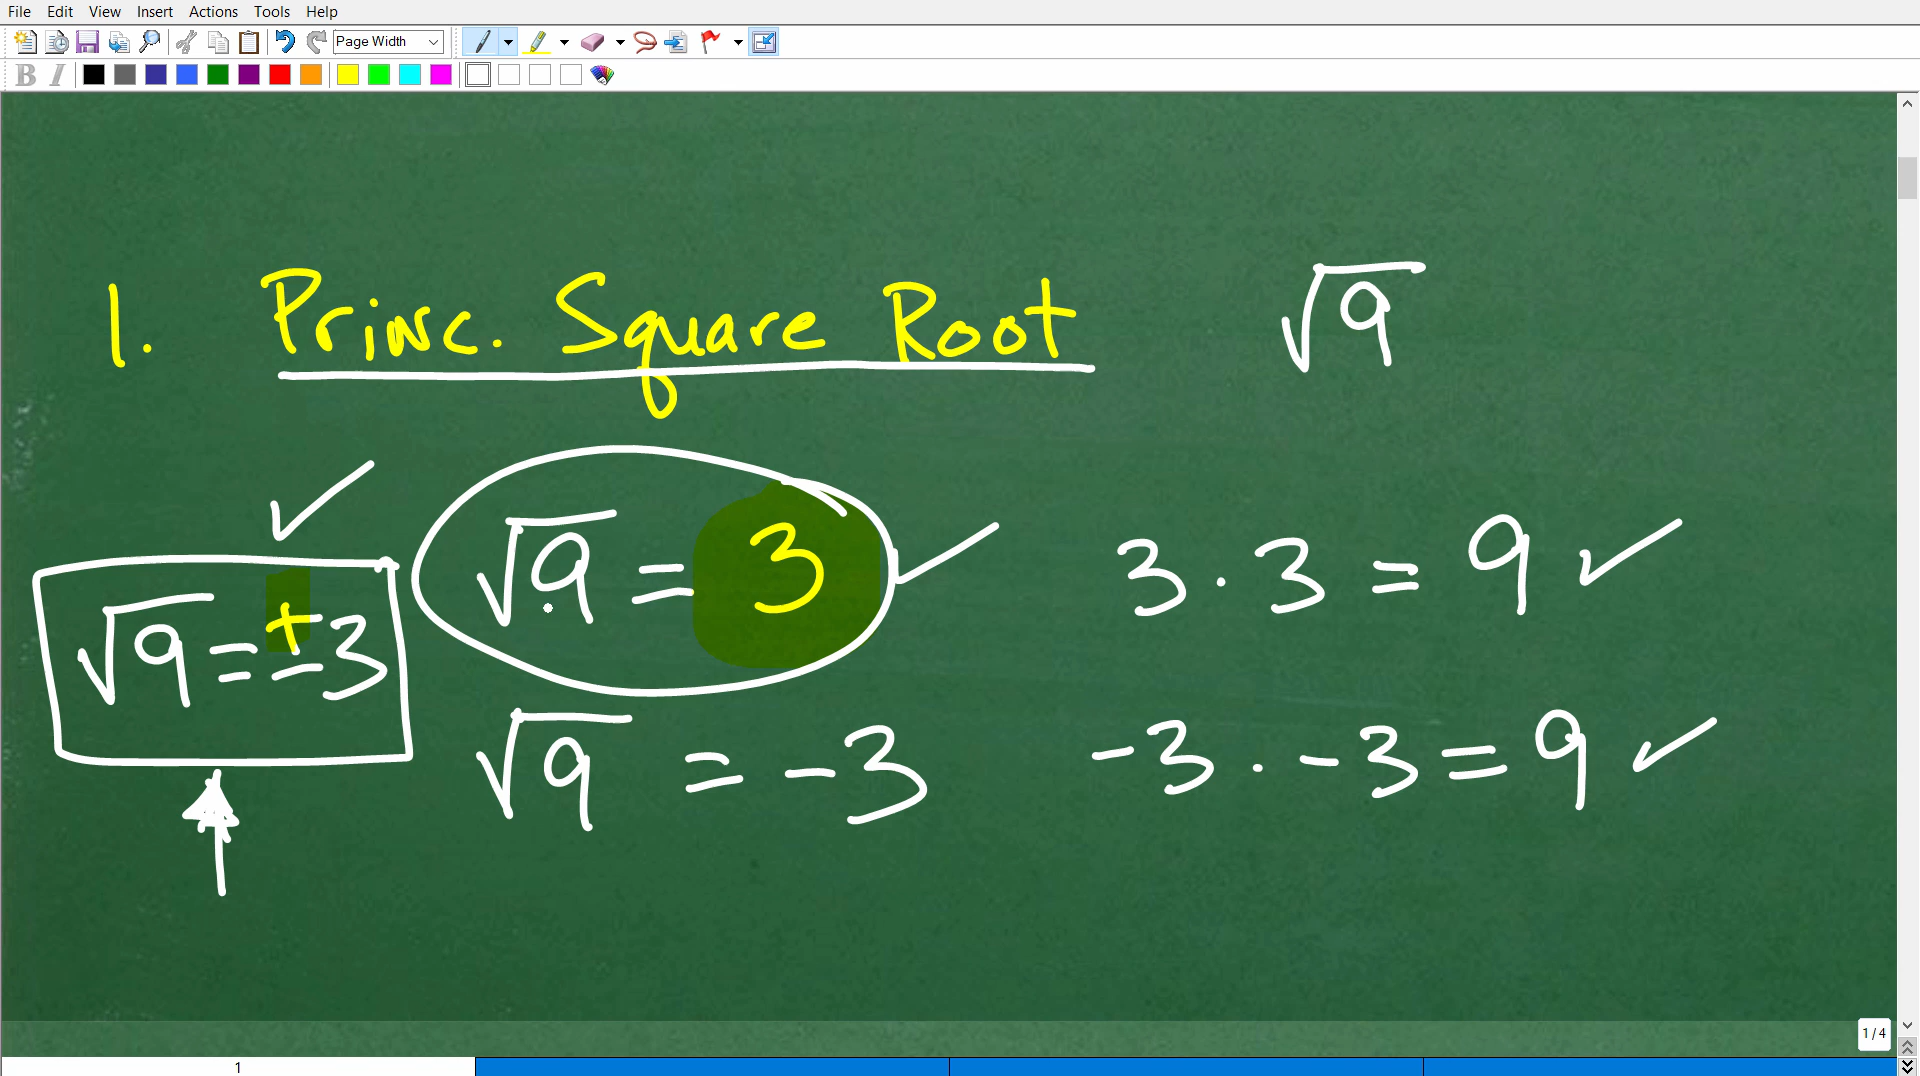 File Edit View Insert Actions Tools Help
Page Width
B I
1. Princ. Square Root √9
√9 = 3 ✓ 3 · 3 = 9 ✓
✓
√9 = ±3
√9 = -3 -3 · -3 = 9 ✓
1 / 4
1